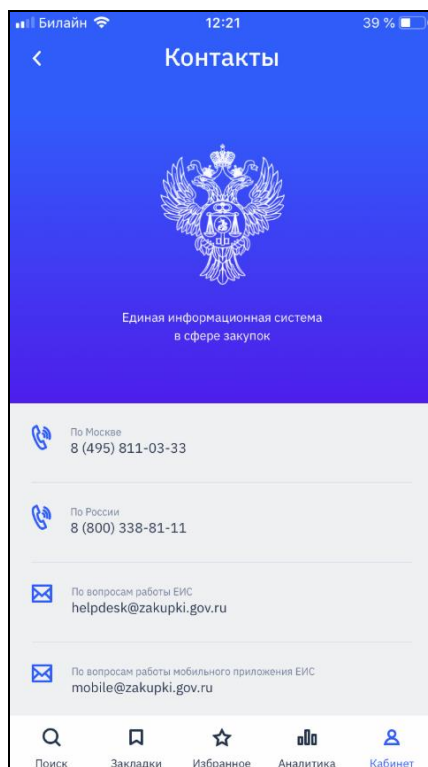 Билайн 12:21 39 %
Контакты
Единая информационная система
в сфере закупок
По Москве
8 (495) 811-03-33
По России
8 (800) 338-81-11
По вопросам работы ЕИС
helpdesk@zakupki.gov.ru
По вопросам работы мобильного приложения ЕИС
mobile@zakupki.gov.ru
Поиск Закладки Избранное Аналитика Кабинет